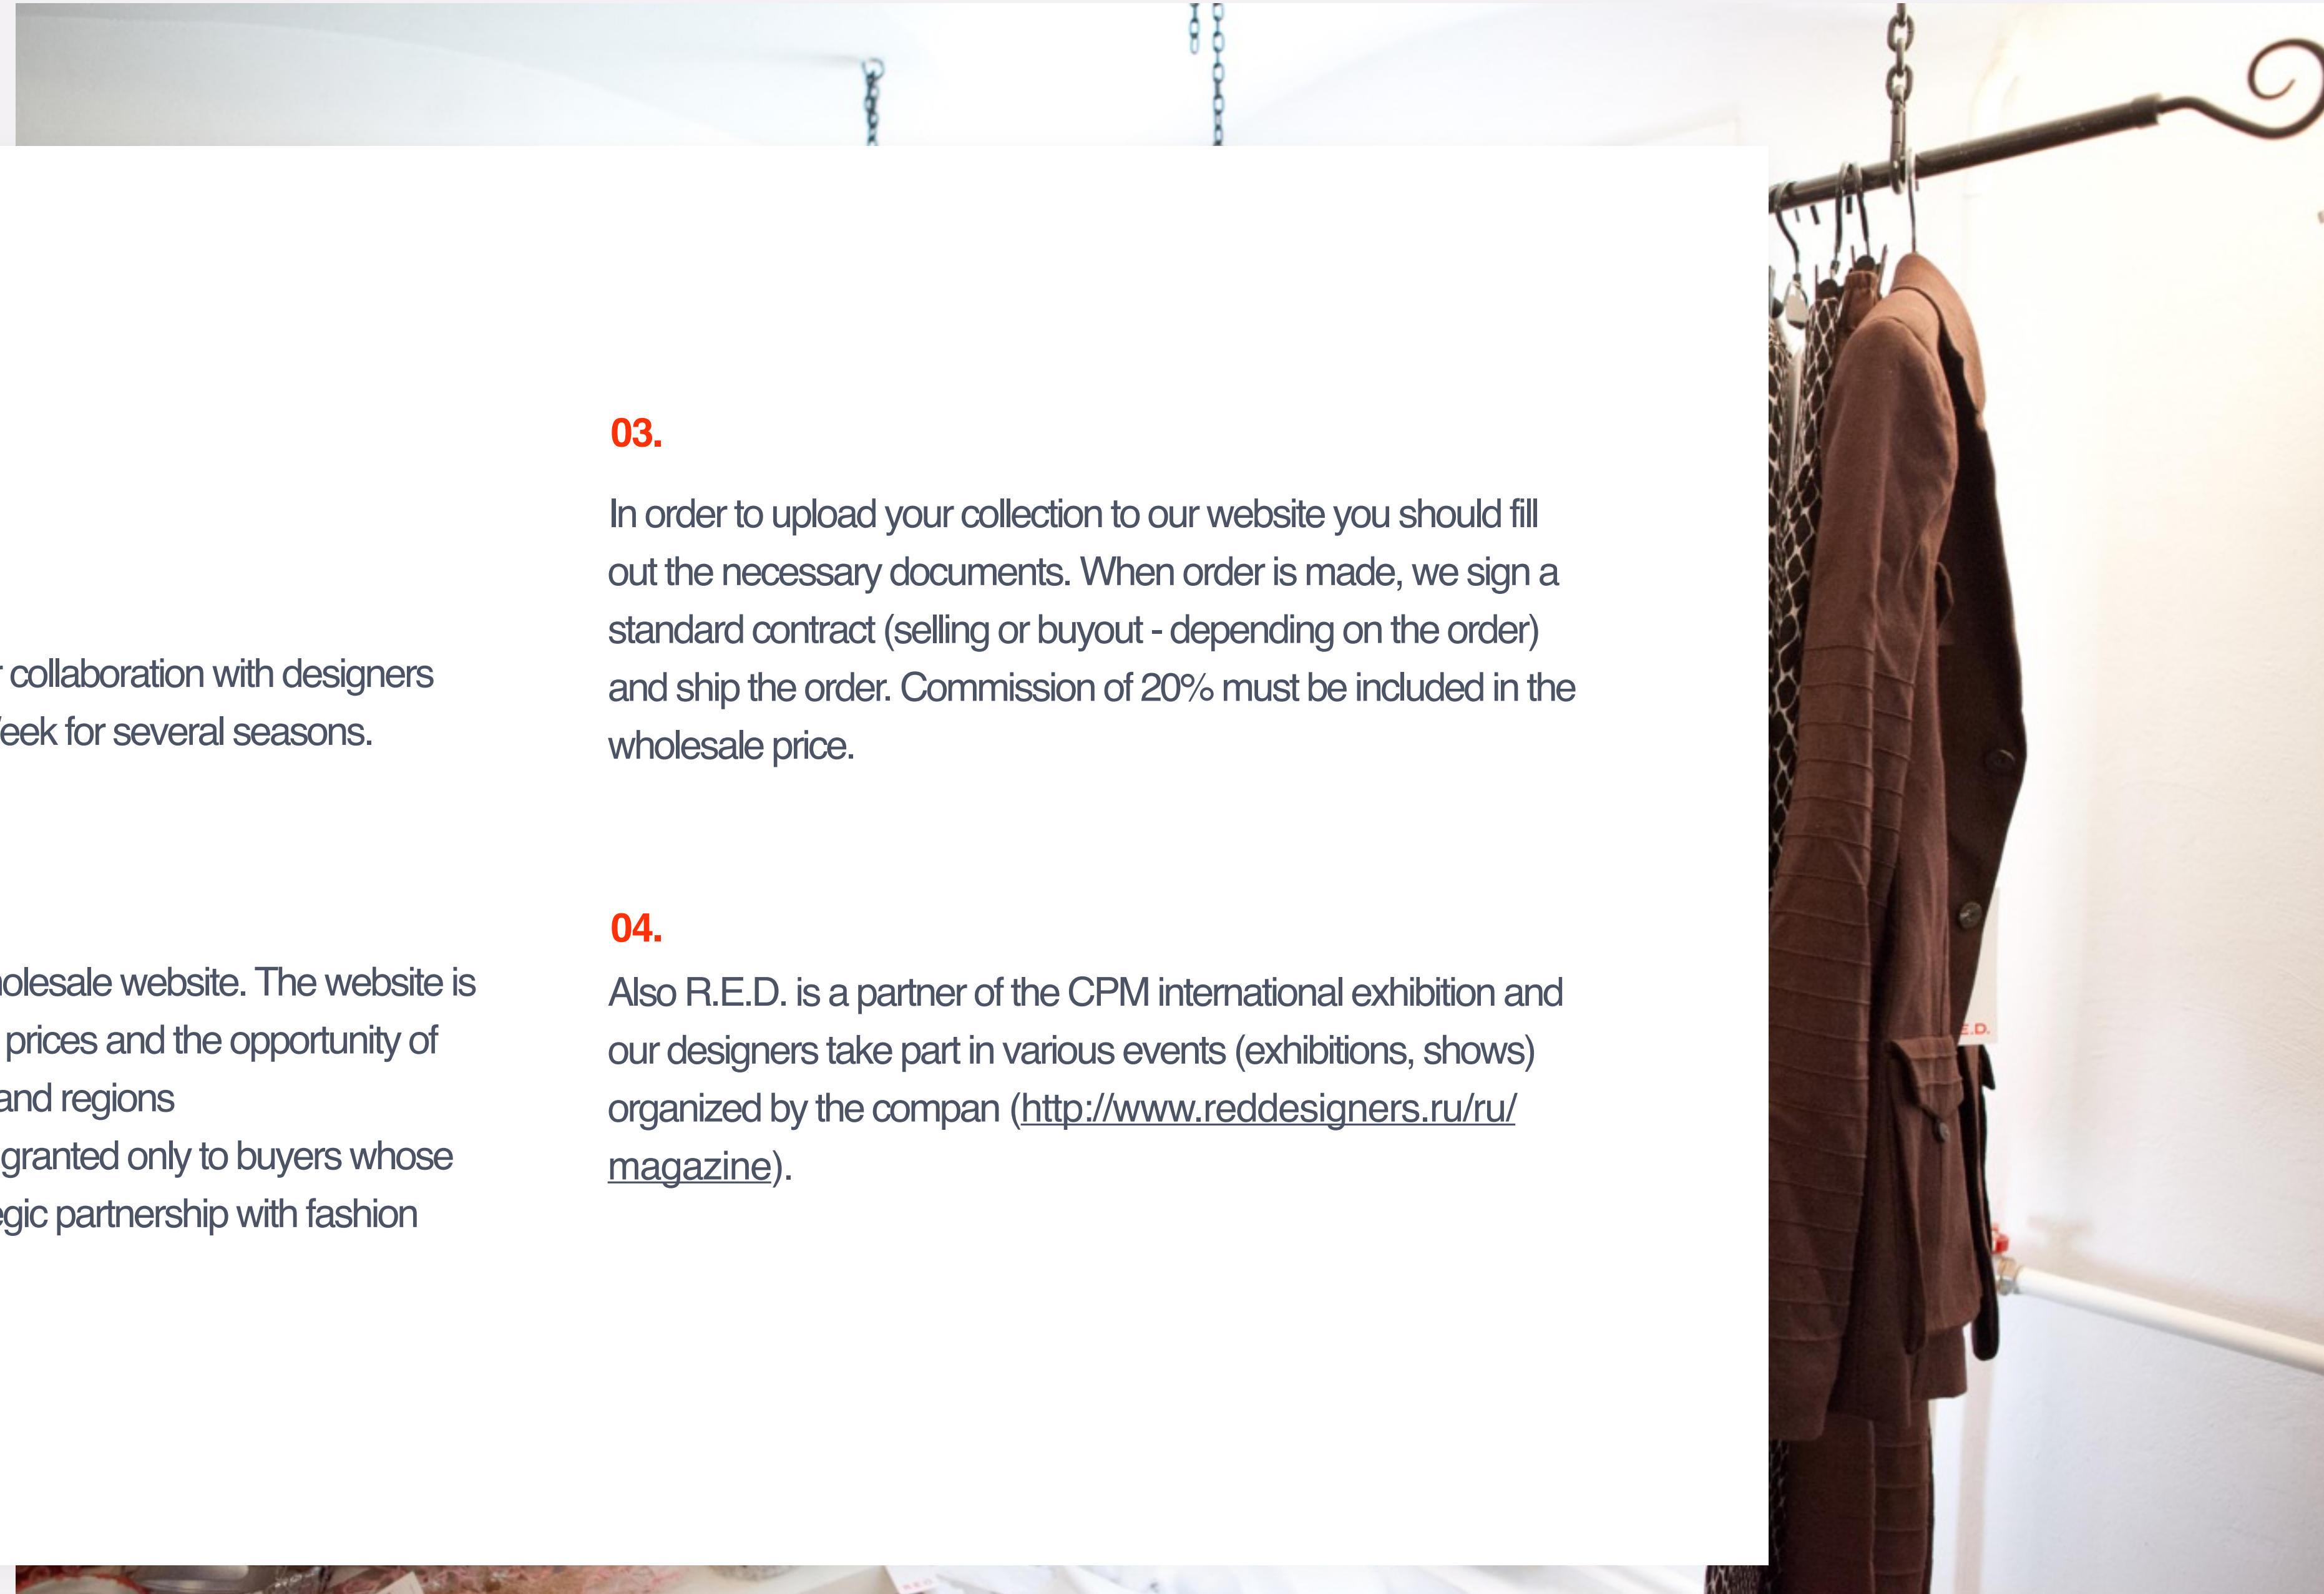 collaboration with designers
for several seasons.
website. The website is
prices and the opportunity of
and regions
granted only to buyers whose
partnership with fashion
03.
In order to upload your collection to our website you should fill
out the necessary documents. When order is made, we sign a
standard contract (selling or buyout - depending on the order)
and ship the order. Commission of 20% must be included in the
wholesale price.
04.
Also R.E.D. is a partner of the CPM international exhibition and
our designers take part in various events (exhibitions, shows)
organized by the compan (http://www.reddesigners.ru/ru/
magazine).
E.D.